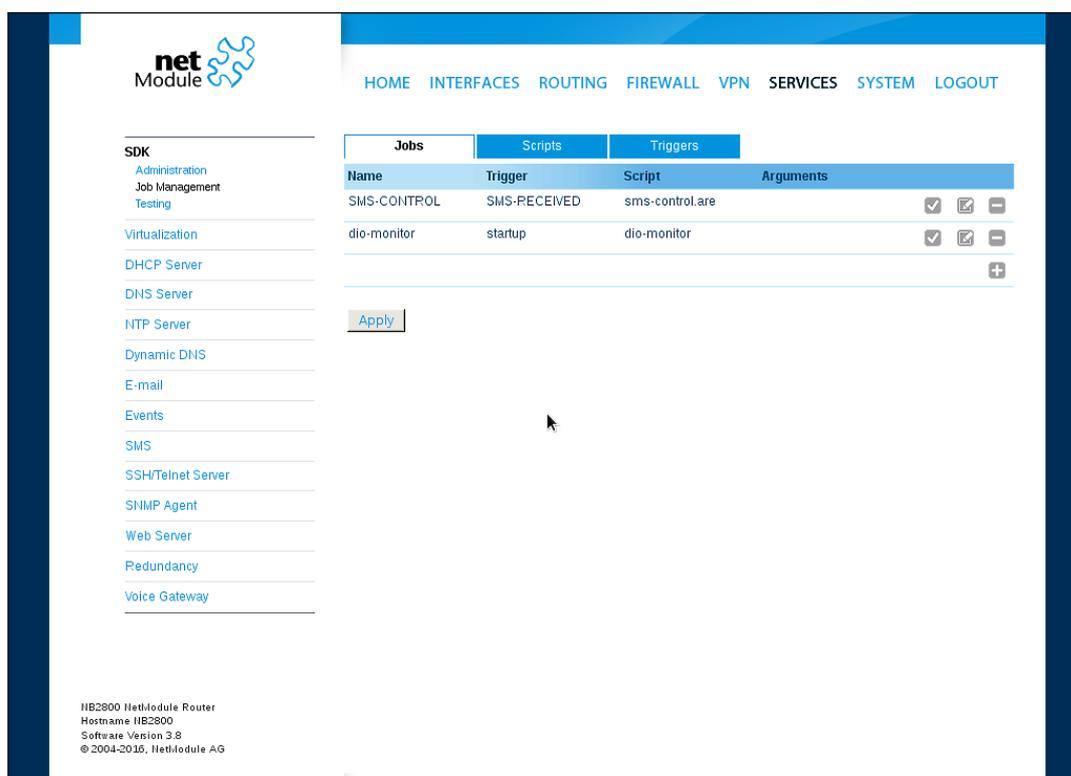 net
Module
HOME INTERFACES ROUTING FIREWALL VPN SERVICES SYSTEM LOGOUT
SDK
Administration
Job Management
Testing
Virtualization
DHCP Server
DNS Server
NTP Server
Dynamic DNS
E-mail
Events
SMS
SSH/Telnet Server
SNMP Agent
Web Server
Redundancy
Voice Gateway
Jobs Scripts Triggers
Name Trigger Script Arguments
SMS-CONTROL SMS-RECEIVED sms-control.are
dio-monitor startup dio-monitor
Apply
NB2800 NetModule Router
Hostname NB2800
Software Version 3.8
© 2004-2016, NetModule AG